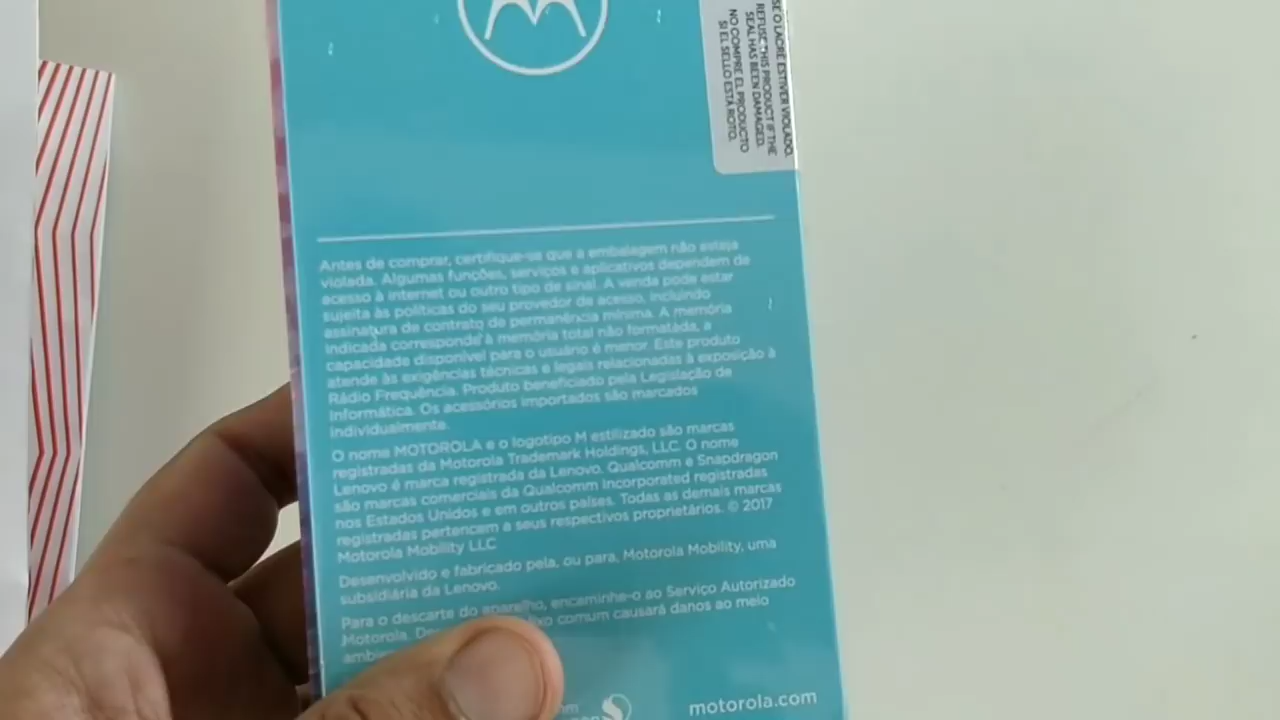 SE O LACRE ESTIVER VIOLADO.
REFUSE THIS PRODUCT IF THE
SEAL HAS BEEN DAMAGED.
NO COMPRE EL PRODUCTO
SI EL SELLO ESTÁ ROTO.
Antes de comprar, certifique-se que a embalagem não esteja
violada. Algumas funções, serviços e aplicativos dependem de
acesso à internet ou outro tipo de sinal. A venda pode estar
sujeita às políticas do seu provedor de acesso, incluindo
assinatura de contrato de permanência mínima. A memória
indicada corresponde à memória total não formatada, a
capacidade disponível para o usuário é menor. Este produto
atende às exigências técnicas e legais relacionadas à exposição à
Rádio Frequência. Produto beneficiado pela Legislação de
Informática. Os acessórios importados são marcados
individualmente.
O nome MOTOROLA e o logotipo M estilizado são marcas
registradas da Motorola Trademark Holdings, LLC. O nome
Lenovo é marca registrada da Lenovo. Qualcomm e Snapdragon
são marcas comerciais da Qualcomm Incorporated registradas
nos Estados Unidos e em outros países. Todas as demais marcas
registradas pertencem a seus respectivos proprietários. © 2017
Motorola Mobility LLC
Desenvolvido e fabricado pela, ou para, Motorola Mobility, uma
subsidiária da Lenovo.
Para o descarte do aparelho, encaminhe-o ao Serviço Autorizado
Motorola. comum causará danos ao meio
motorola.com